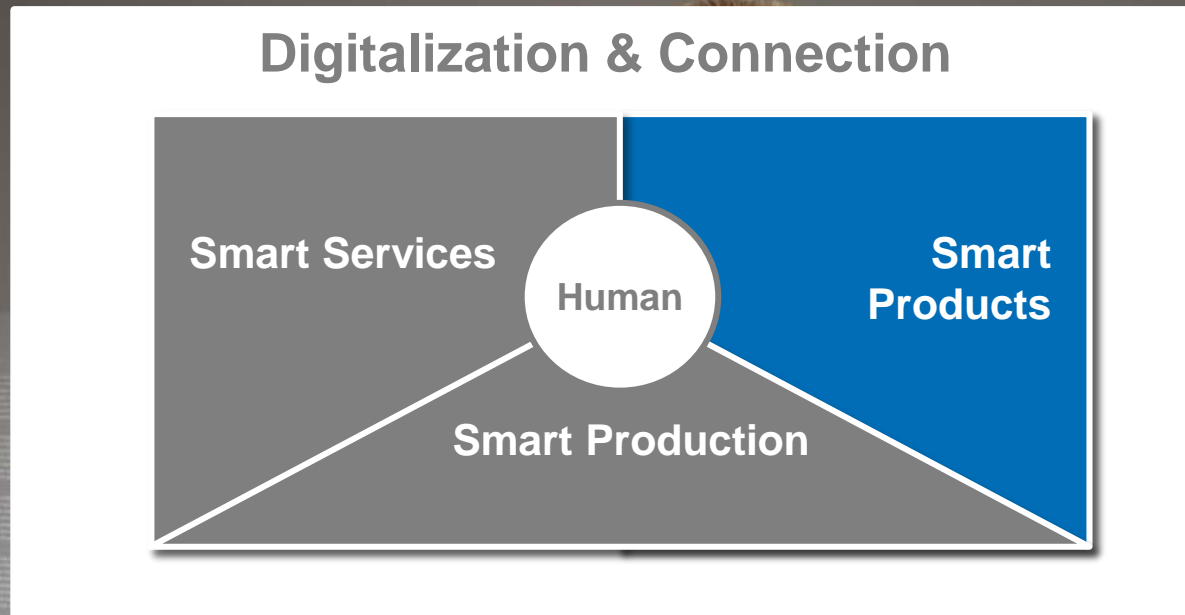 Digitalization & Connection
Smart Services
Human
Smart
Products
Smart Production